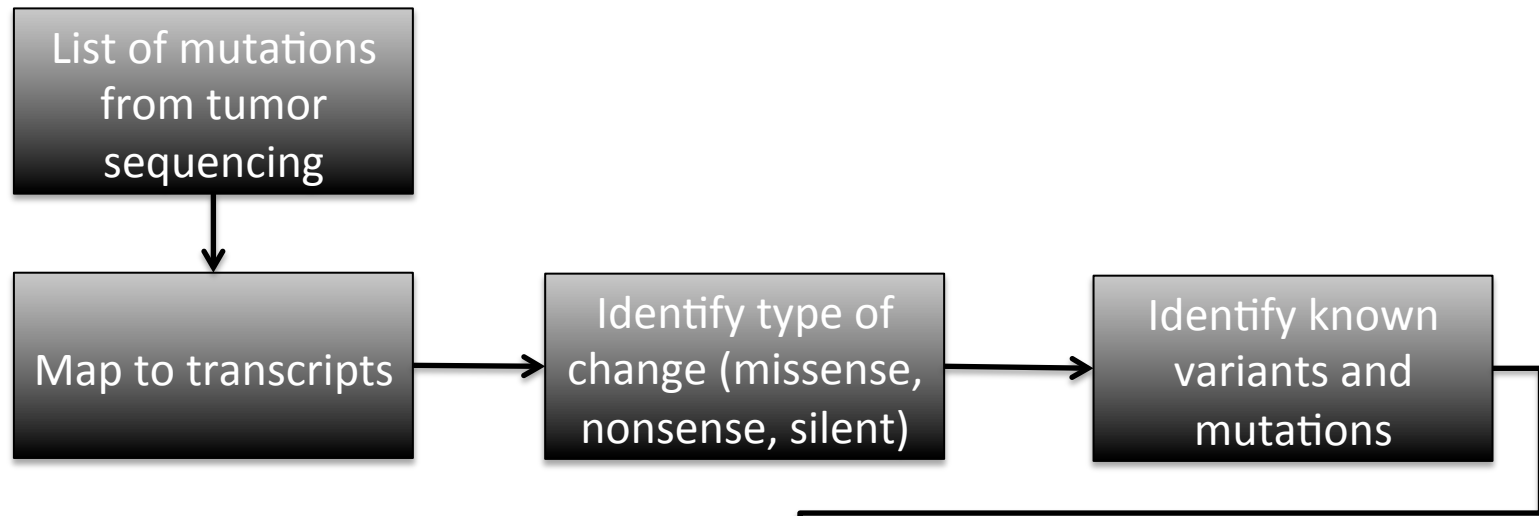 List of mutations
from tumor
sequencing
Map to transcripts
Identify type of
change (missense,
nonsense, silent)
Identify known
variants and
mutations